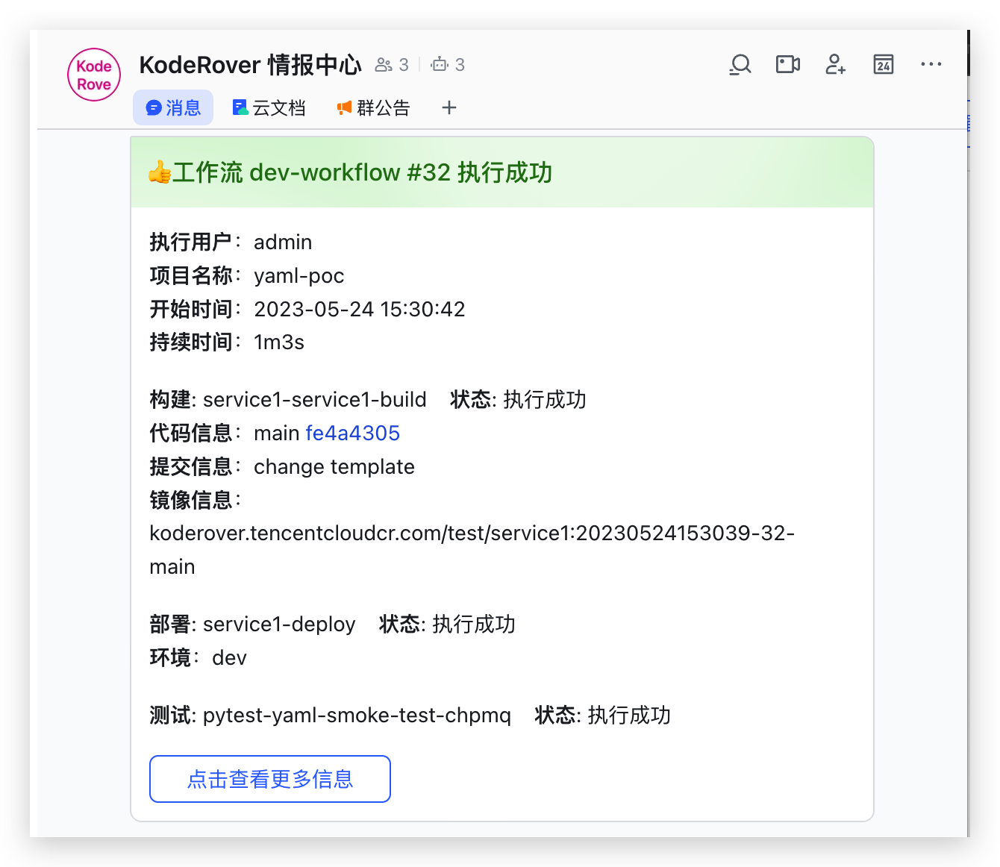 Kode
Rove
KodeRover 情报中心 3 3
24
消息 云文档 群公告
👍工作流 dev-workflow #32 执行成功
执行用户：admin
项目名称：yaml-poc
开始时间：2023-05-24 15:30:42
持续时间：1m3s
构建: service1-service1-build 状态: 执行成功
代码信息：main fe4a4305
提交信息：change template
镜像信息：
koderover.tencentcloudcr.com/test/service1:20230524153039-32-
main
部署: service1-deploy 状态: 执行成功
环境：dev
测试: pytest-yaml-smoke-test-chpmq 状态: 执行成功
点击查看更多信息